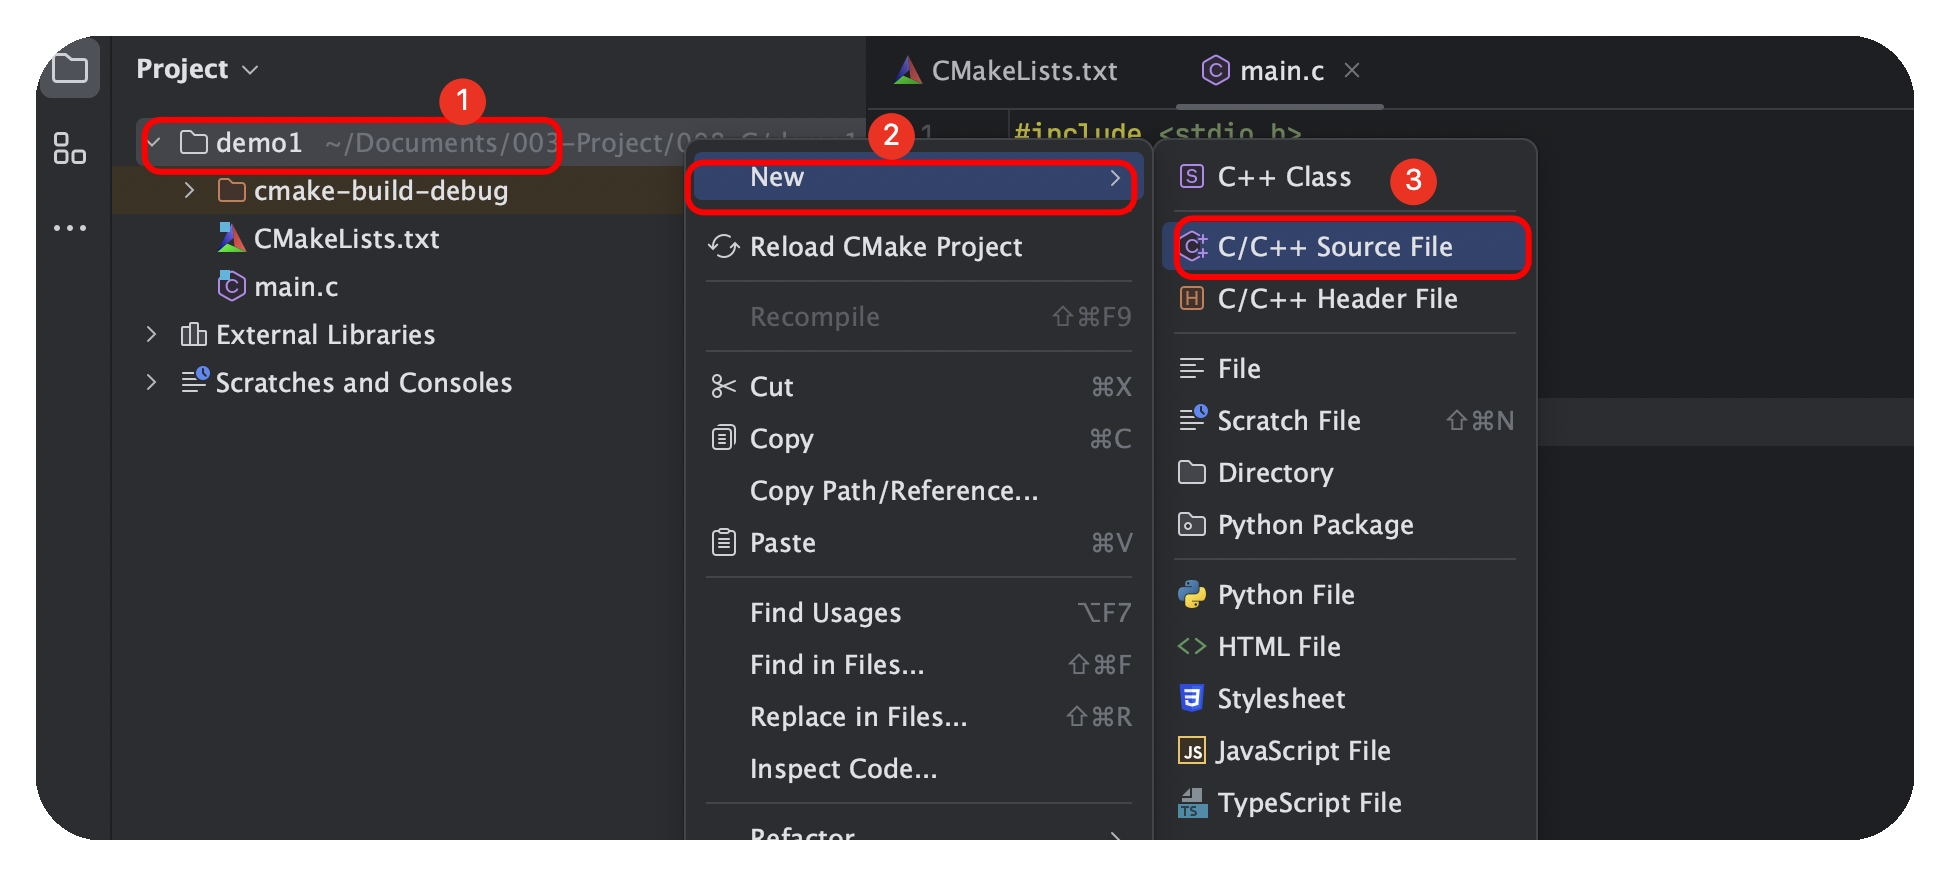 Project
CMakeLists.txt
main.c
1
demo1 ~/Documents/003-Project/
cmake-build-debug
CMakeLists.txt
main.c
External Libraries
Scratches and Consoles
1
#include <stdio.h>
2
New
Reload CMake Project
Recompile ⇧⌘F9
Cut ⌘X
Copy ⌘C
Copy Path/Reference...
Paste ⌘V
Find Usages ⌥F7
Find in Files... ⇧⌘F
Replace in Files... ⇧⌘R
Inspect Code...
Refactor
3
C++ Class
C/C++ Source File
C/C++ Header File
File
Scratch File ⇧⌘N
Directory
Python Package
Python File
HTML File
Stylesheet
JavaScript File
TypeScript File